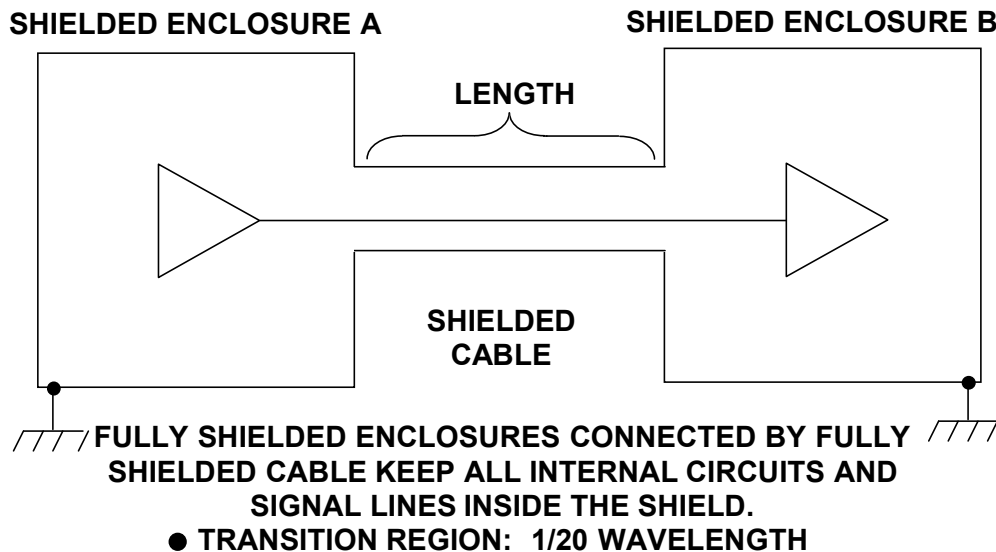 SHIELDED ENCLOSURE A
SHIELDED ENCLOSURE B
LENGTH
SHIELDED
CABLE
FULLY SHIELDED ENCLOSURES CONNECTED BY FULLY
SHIELDED CABLE KEEP ALL INTERNAL CIRCUITS AND
SIGNAL LINES INSIDE THE SHIELD.
● TRANSITION REGION: 1/20 WAVELENGTH